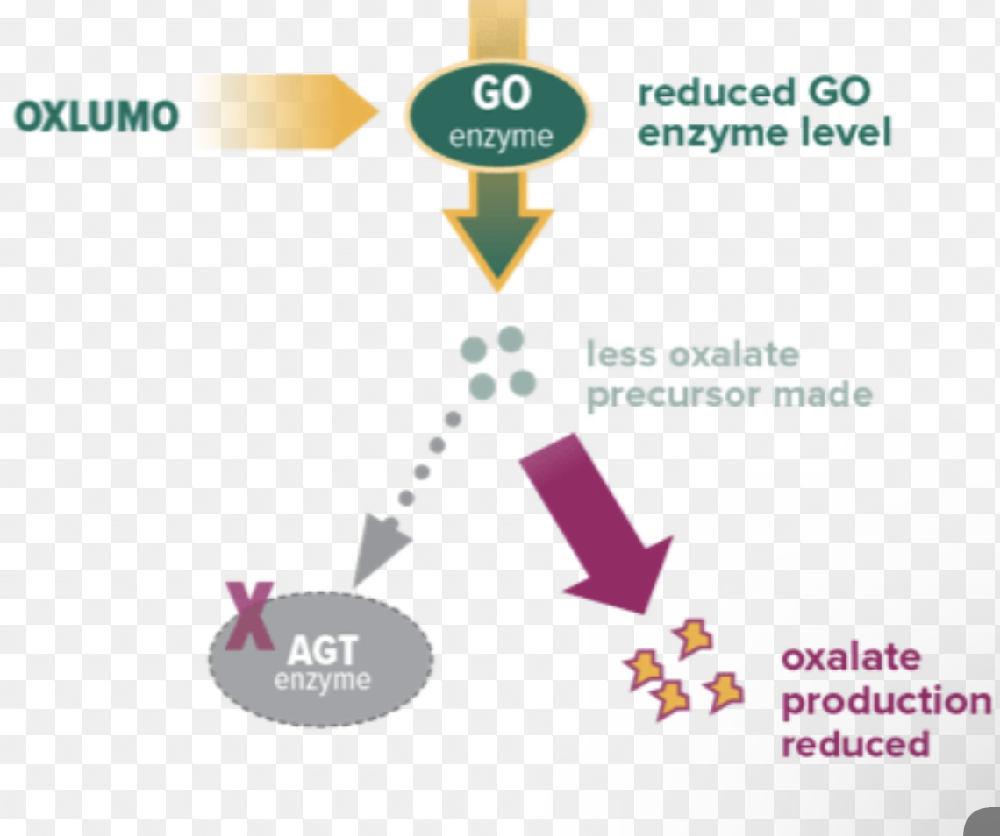 OXLUMO
GO
enzyme
reduced GO
enzyme level
less oxalate
precursor made
X
AGT
enzyme
oxalate
production
reduced